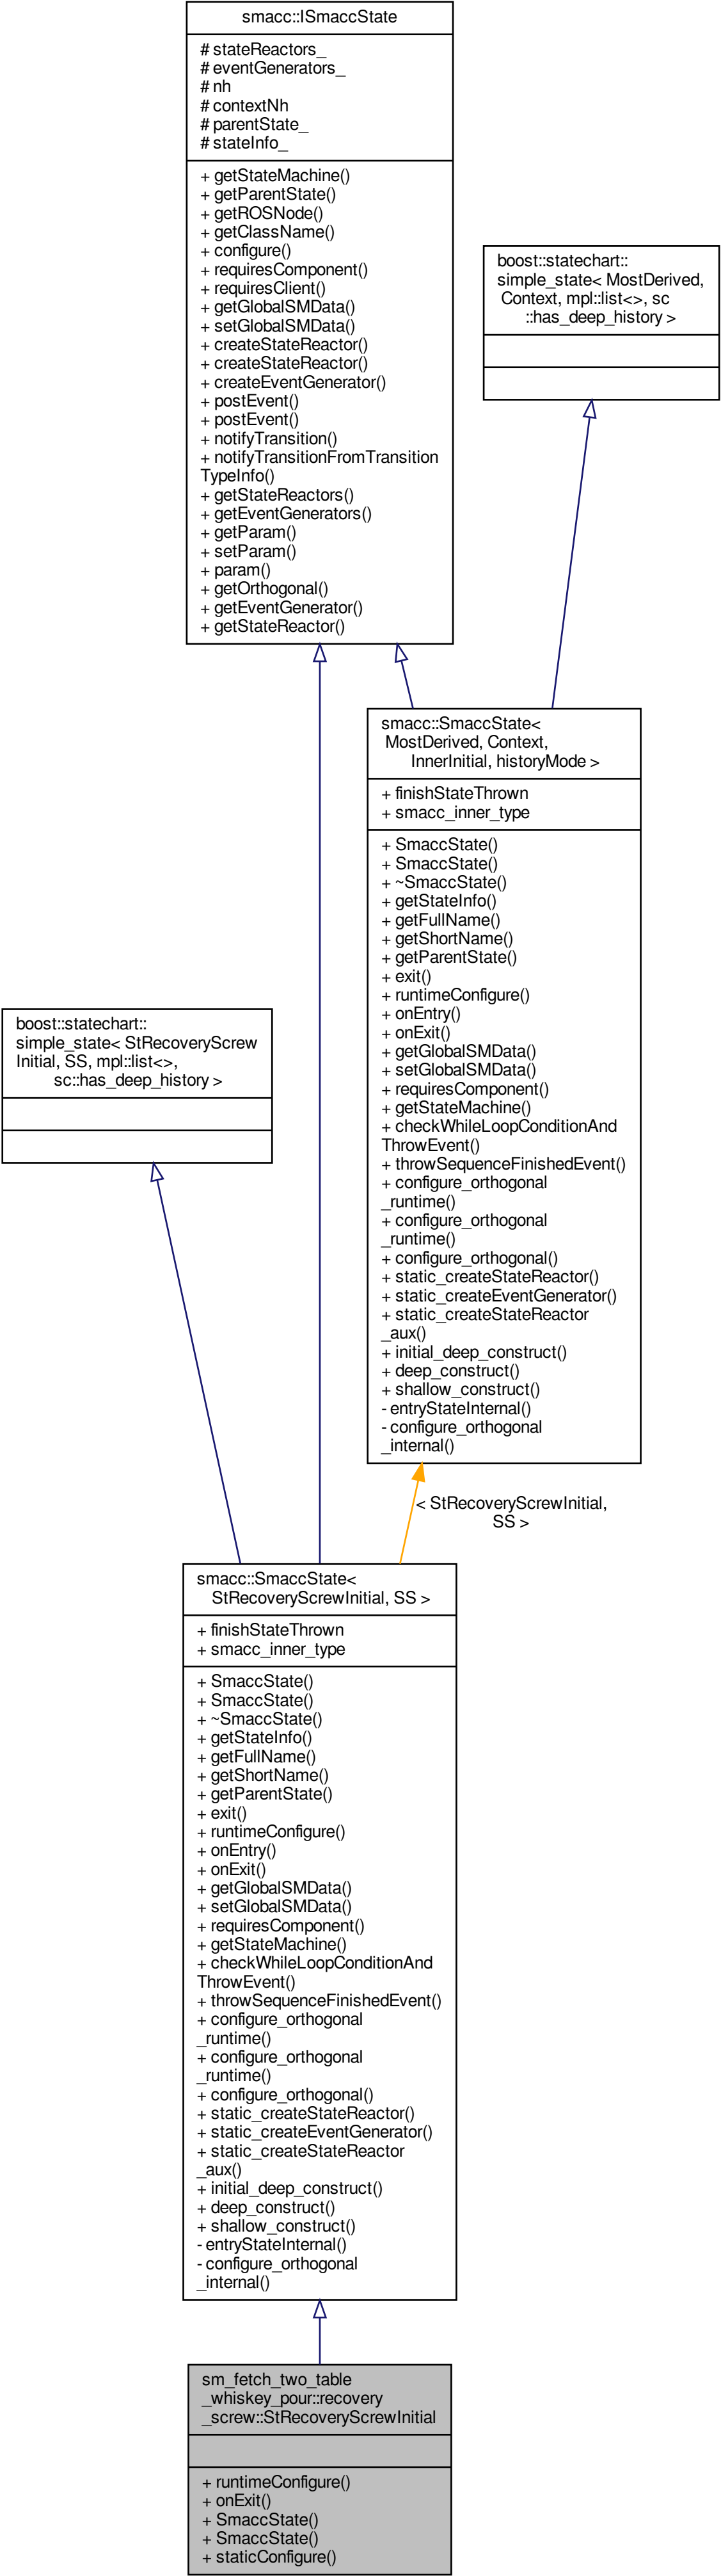 smacc::ISmaccState
# stateReactors_
# eventGenerators_
# nh
# contextNh
# parentState_
# stateInfo_
+ getStateMachine()
+ getParentState()
+ getROSNode()
+ getClassName()
+ configure()
+ requiresComponent()
+ requiresClient()
+ getGlobalSMData()
+ setGlobalSMData()
+ createStateReactor()
+ createStateReactor()
+ createEventGenerator()
+ postEvent()
+ postEvent()
+ notifyTransition()
+ notifyTransitionFromTransition
TypeInfo()
+ getStateReactors()
+ getEventGenerators()
+ getParam()
+ setParam()
+ param()
+ getOrthogonal()
+ getEventGenerator()
+ getStateReactor()
boost::statechart::
simple_state< MostDerived,
Context, mpl::list<>, sc
::has_deep_history >
smacc::SmaccState<
MostDerived, Context,
InnerInitial, historyMode >
+ finishStateThrown
+ smacc_inner_type
+ SmaccState()
+ SmaccState()
+ ~SmaccState()
+ getStateInfo()
+ getFullName()
+ getShortName()
+ getParentState()
+ exit()
+ runtimeConfigure()
+ onEntry()
+ onExit()
+ getGlobalSMData()
+ setGlobalSMData()
+ requiresComponent()
+ getStateMachine()
+ checkWhileLoopConditionAnd
ThrowEvent()
+ throwSequenceFinishedEvent()
+ configure_orthogonal
_runtime()
+ configure_orthogonal
_runtime()
+ configure_orthogonal()
+ static_createStateReactor()
+ static_createEventGenerator()
+ static_createStateReactor
_aux()
+ initial_deep_construct()
+ deep_construct()
+ shallow_construct()
- entryStateInternal()
- configure_orthogonal
_internal()
boost::statechart::
simple_state< StRecoveryScrew
Initial, SS, mpl::list<>,
sc::has_deep_history >
< StRecoveryScrewInitial,
SS >
smacc::SmaccState<
StRecoveryScrewInitial, SS >
+ finishStateThrown
+ smacc_inner_type
+ SmaccState()
+ SmaccState()
+ ~SmaccState()
+ getStateInfo()
+ getFullName()
+ getShortName()
+ getParentState()
+ exit()
+ runtimeConfigure()
+ onEntry()
+ onExit()
+ getGlobalSMData()
+ setGlobalSMData()
+ requiresComponent()
+ getStateMachine()
+ checkWhileLoopConditionAnd
ThrowEvent()
+ throwSequenceFinishedEvent()
+ configure_orthogonal
_runtime()
+ configure_orthogonal
_runtime()
+ configure_orthogonal()
+ static_createStateReactor()
+ static_createEventGenerator()
+ static_createStateReactor
_aux()
+ initial_deep_construct()
+ deep_construct()
+ shallow_construct()
- entryStateInternal()
- configure_orthogonal
_internal()
sm_fetch_two_table
_whiskey_pour::recovery
_screw::StRecoveryScrewInitial
+ runtimeConfigure()
+ onExit()
+ SmaccState()
+ SmaccState()
+ staticConfigure()